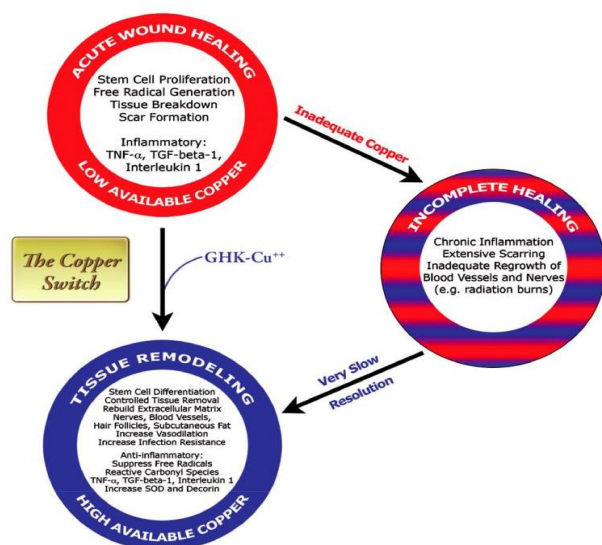 ACUTE WOUND HEALING
Stem Cell Proliferation
Free Radical Generation
Tissue Breakdown
Scar Formation
Inflammatory:
TNF-α, TGF-beta-1,
Interleukin 1
LOW AVAILABLE COPPER
Inadequate Copper
INCOMPLETE HEALING
Chronic Inflammation
Extensive Scarring
Inadequate Regrowth of
Blood Vessels and Nerves
(e.g. radiation burns)
The Copper
Switch
GHK-Cu⁺⁺
Very Slow
Resolution
TISSUE REMODELING
Stem Cell Differentiation
Controlled Tissue Removal
Rebuild Extracellular Matrix
Nerves, Blood Vessels,
Hair Follicles, Subcutaneous Fat
Increase Vasodilation
Increase Infection Resistance
Anti-inflammatory:
Suppress Free Radicals
Reactive Carbonyl Species
TNF-α, TGF-beta-1, Interleukin 1
Increase SOD and Decorin
HIGH AVAILABLE COPPER